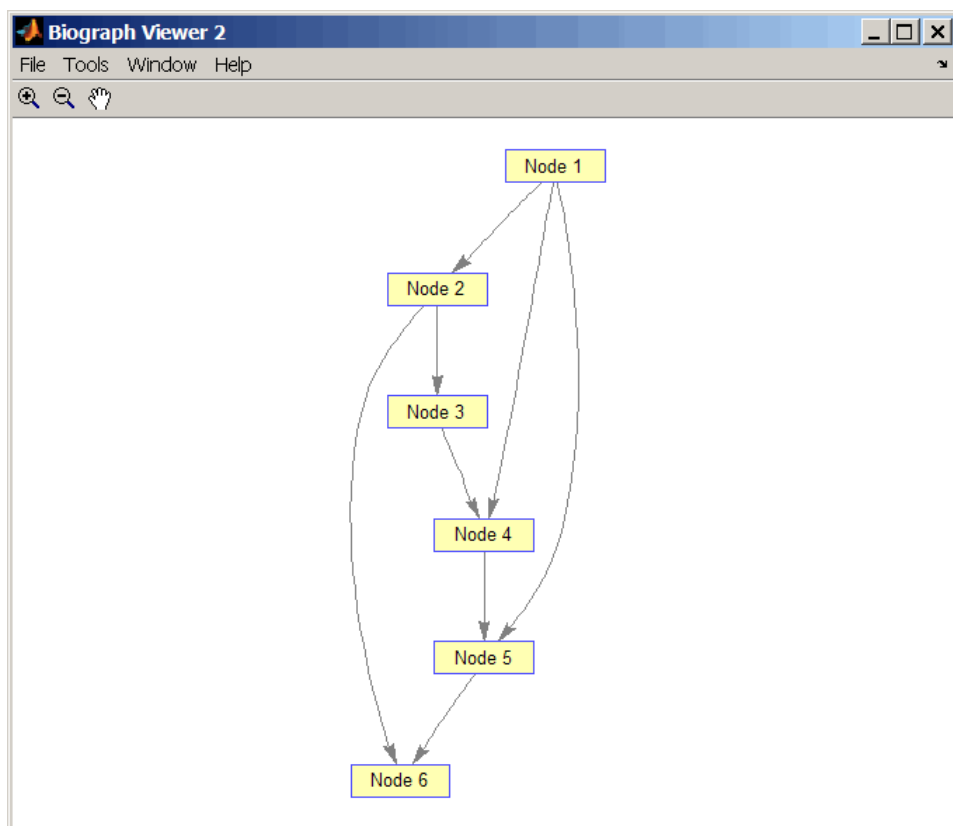 Biograph Viewer 2
File Tools Window Help
Node 1
Node 2
Node 3
Node 4
Node 5
Node 6